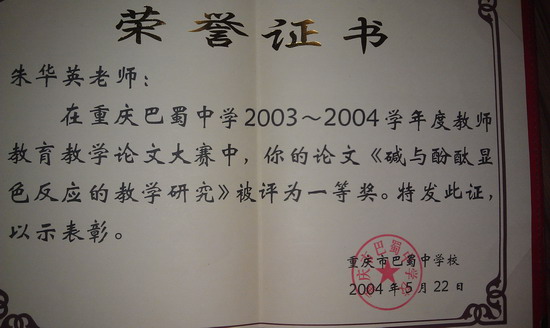 荣誉证书
朱华英老师：
在重庆巴蜀中学2003～2004学年度教师
教育教学论文大赛中，你的论文《碱与酚酞显
色反应的教学研究》被评为一等奖。特发此证，
以示表彰。
重庆市巴蜀中学校
2004年5月22日